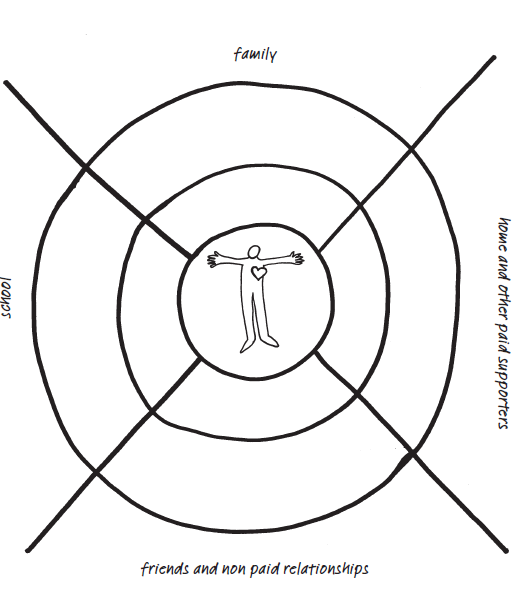 family
school
home and other paid supporters
friends and non paid relationships